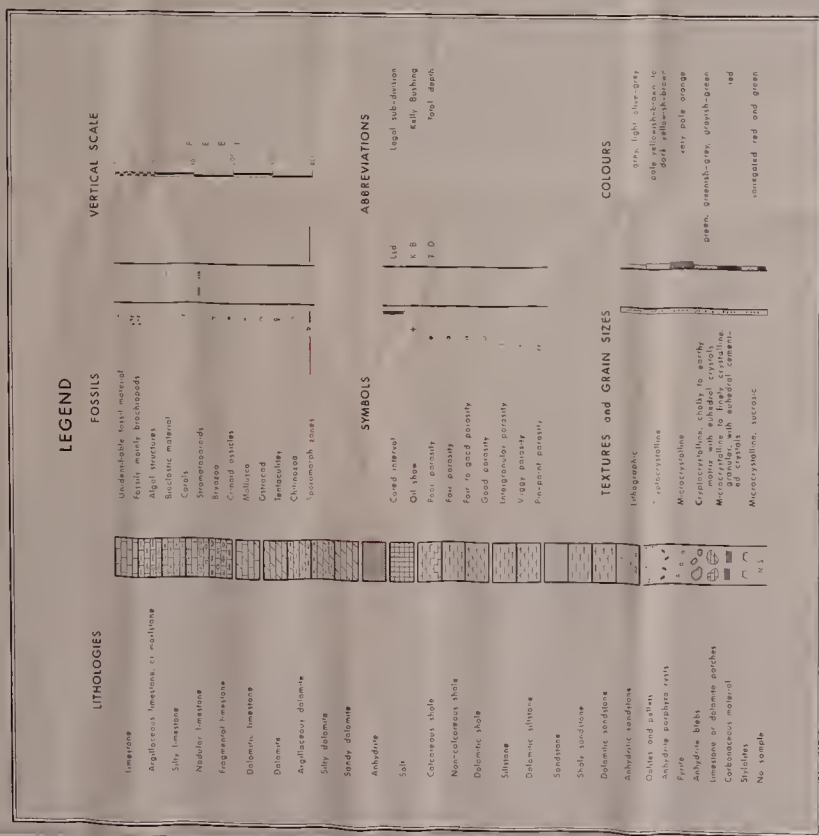 LEGEND
LITHOLOGIES
Limestone
Argillaceous limestone, or marlstone
Silty limestone
Nodular limestone
Fragmental limestone
Dolomitic limestone
Dolomite
Argillaceous dolomite
Silty dolomite
Sandy dolomite
Anhydrite
Salt
Calcareous shale
Non-calcareous shale
Dolomitic shale
Siltstone
Dolomitic siltstone
Sandstone
Shaly sandstone
Dolomitic sandstone
Anhydritic sandstone
Oolites and pellets
Anhydrite porphyro rysts
Pyrite
Anhydrite blebs
Limestone or dolomite patches
Carbonaceous material
Stylolites
No sample
N S
FOSSILS
Unidentifiable fossil material
Fossils mainly brachiopods
Algal structures
Bioclastic material
Corals
Stromatoporoids
Bryozoa
Crinoid ossicles
Mollusca
Ostracod
Tentaculites
Chitinozoa
Sporomorph zones
VERTICAL SCALE
FEET
SYMBOLS
Cored interval
Oil show
Poor porosity
Fair porosity
Fair to good porosity
Good porosity
Intergranular porosity
Vuggy porosity
Pin-point porosity
ABBREVIATIONS
Lsd Legal sub-division
K B Kelly Bushing
T D Total depth
TEXTURES and GRAIN SIZES
Lithographic
Cryptocrystalline
Microcrystalline
Cryptocrystalline, chalky to earthy
matrix with euhedral crystals
Microcrystalline to finely crystalline,
granular, with euhedral cement-
ed crystals
Microcrystalline, sucrosic
COLOURS
grey, light olive-grey
pale yellowish-brown to
dark yellowish-brown
very pale orange
green, greenish-grey, grayish-green
red
variegated red and green